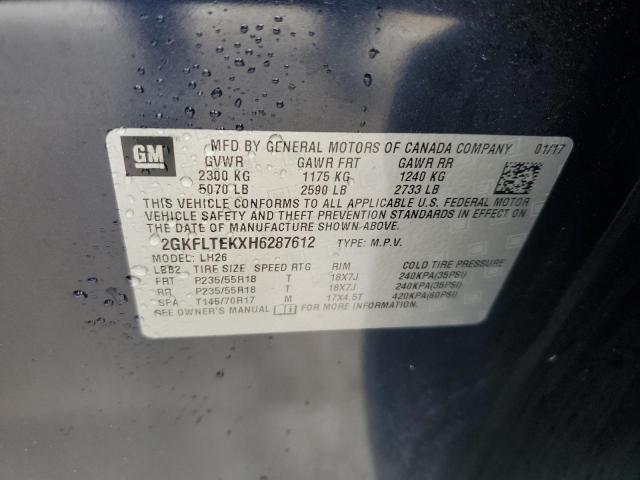 GM
MFD BY GENERAL MOTORS OF CANADA COMPANY 01/17
GVWR GAWR FRT GAWR RR
2300 KG 1175 KG 1240 KG
5070 LB 2590 LB 2733 LB
THIS VEHICLE CONFORMS TO ALL APPLICABLE U.S. FEDERAL MOTOR
VEHICLE SAFETY AND THEFT PREVENTION STANDARDS IN EFFECT ON
THE DATE OF MANUFACTURE SHOWN ABOVE.
2GKFLTEKXH6287612 TYPE: M.P.V.
MODEL: LH26
TIRE SIZE SPEED RTG RIM COLD TIRE PRESSURE
FRT P235/55R18 T 18X7J 240KPA(35PSI)
RR P235/55R18 T 18X7J 240KPA(35PSI)
SPA T145/70R17 M 17X4.5T 420KPA(60PSI)
SEE OWNER'S MANUAL FOR MORE INFORMATION